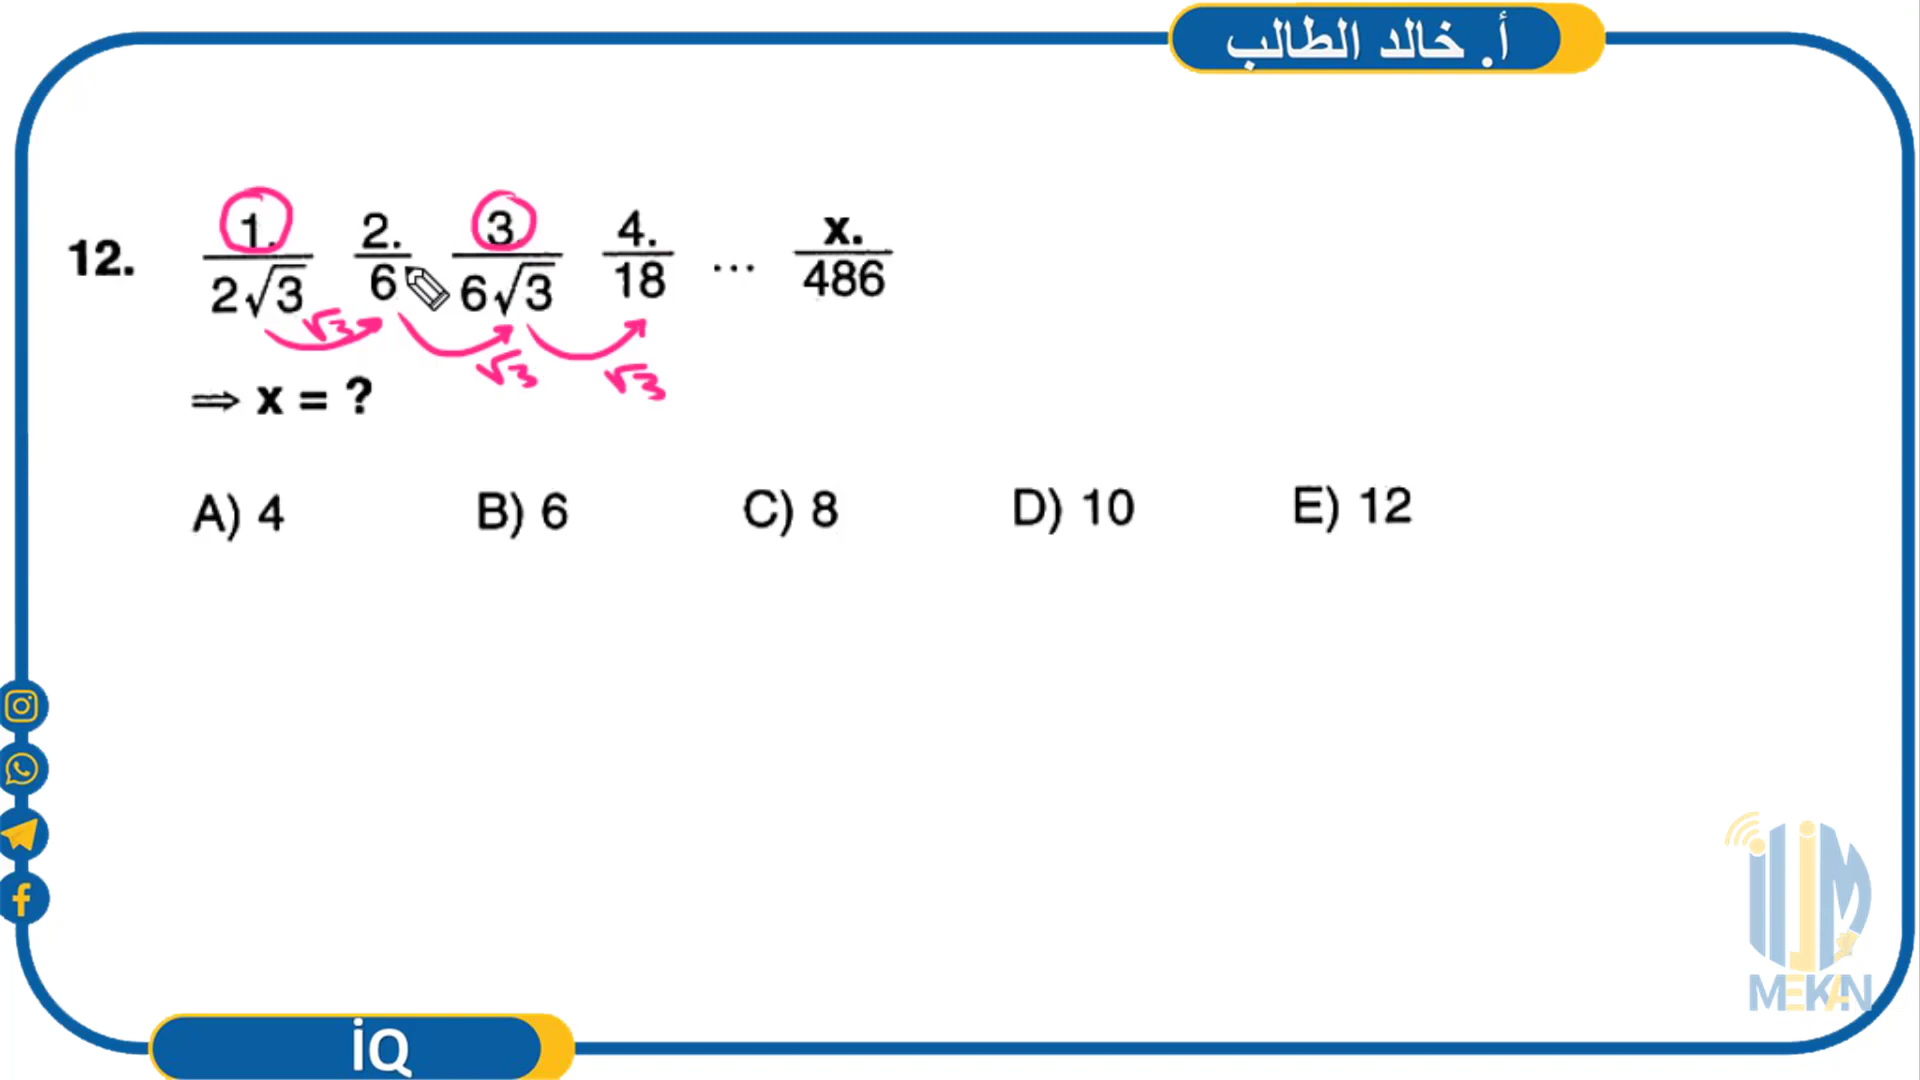 أ. خالد الطالب
12. 1. 2. 3. 4. x.
2√3 6 6√3 18 ... 486
√3 √3 √3
⇒ x = ?
A) 4 B) 6 C) 8 D) 10 E) 12
MEKAN
İQ